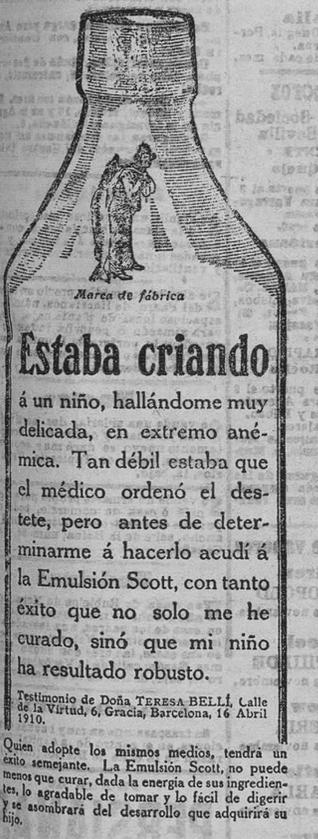 Marca de fábrica
Estaba criando
á un niño, hallándome muy
delicada, en extremo ané-
mica. Tan débil estaba que
el médico ordenó el des-
tete, pero antes de deter-
minarme á hacerlo acudí á
la Emulsión Scott, con tanto
éxito que no solo me he
curado, sinó que mi niño
ha resultado robusto.
Testimonio de Doña TERESA BELLÍ, Calle
de la Virtud, 6, Gracia, Barcelona, 16 Abril
1910.
Quien adopte los mismos medios, tendrá un
éxito semejante. La Emulsión Scott, no puede
menos que curar, dada la energia de sus ingredien-
tes, lo agradable de tomar y lo fácil de digerir
y se asombrará del desarrollo que adquirirá su
hijo.